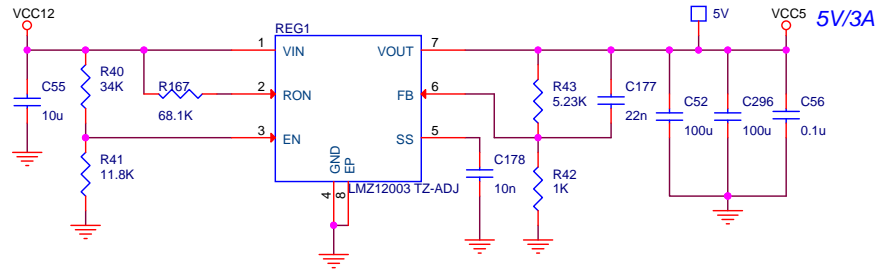 VCC12
REG1
5V
VCC5
5V/3A
1
VIN
VOUT
7
C55
10u
R40
34K
R167
68.1K
2
RON
FB
6
R43
5.23K
C177
22n
C52
100u
C296
100u
C56
0.1u
3
EN
SS
5
R41
11.8K
GND
EP
4
8
LMZ12003 TZ-ADJ
C178
10n
R42
1K